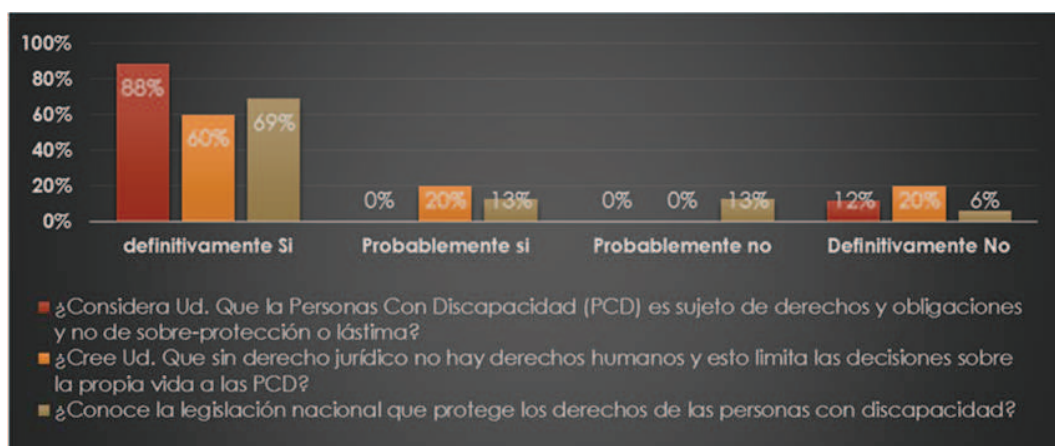 100%
80%
60%
40%
20%
0%
88%
60%
69%
0%
20%
13%
0%
0%
13%
12%
20%
6%
definitivamente Si
Probablemente si
Probablemente no
Definitivamente No
¿Considera Ud. Que la Personas Con Discapacidad (PCD) es sujeto de derechos y obligaciones
y no de sobre-protección o lástima?
¿Cree Ud. Que sin derecho jurídico no hay derechos humanos y esto limita las decisiones sobre
la propia vida a las PCD?
¿Conoce la legislación nacional que protege los derechos de las personas con discapacidad?